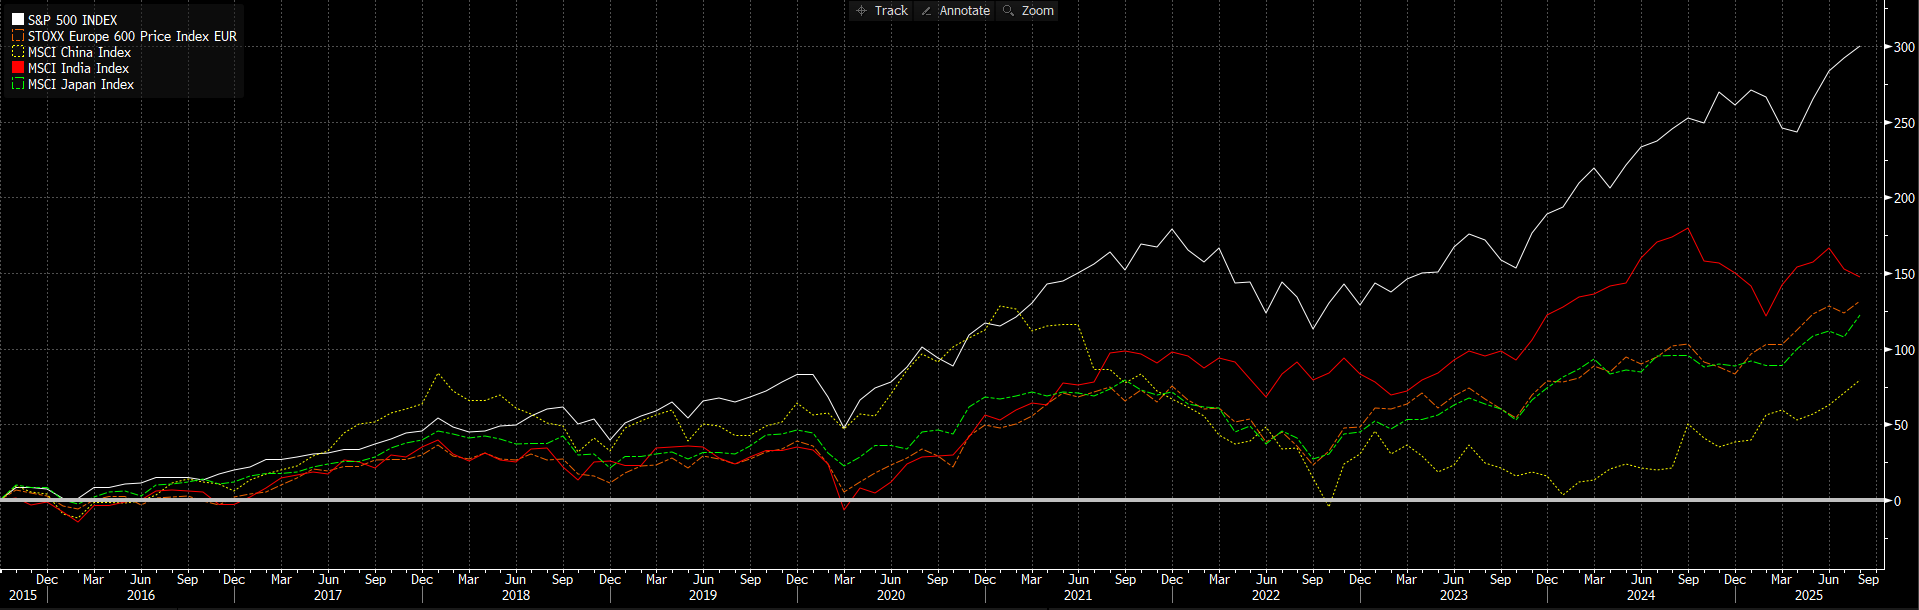 Track Annotate Zoom
S&P 500 INDEX
STOXX Europe 600 Price Index EUR
MSCI China Index
MSCI India Index
MSCI Japan Index
300
250
200
150
100
50
0
Dec Mar Jun Sep Dec Mar Jun Sep Dec Mar Jun Sep Dec Mar Jun Sep Dec Mar Jun Sep Dec Mar Jun Sep Dec Mar Jun Sep Dec Mar Jun Sep Dec Mar Jun Sep Dec Mar Jun Sep
2015 2016 2017 2018 2019 2020 2021 2022 2023 2024 2025